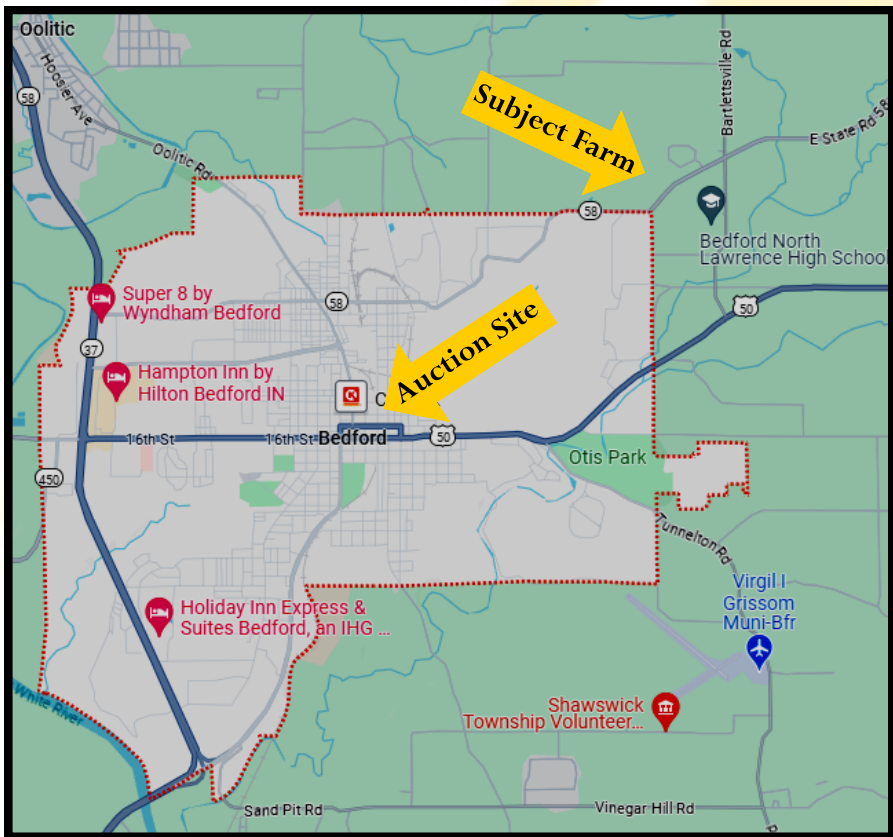 Oolitic
58
Hoosier Ave
Oolitic Rd
Subject Farm
Bartlettsville Rd
E State Rd 58
58
Bedford North
Lawrence High School
50
Super 8 by
Wyndham Bedford
58
37
Auction Site
Hampton Inn by
Hilton Bedford IN
C
16th St
16th St
Bedford
50
Otis Park
450
Tunnelton Rd
Virgil I
Grissom
Muni-Bfr
Holiday Inn Express &
Suites Bedford, an IHG ...
Shawswick
Township Volunteer...
White River
Sand Pit Rd
Vinegar Hill Rd